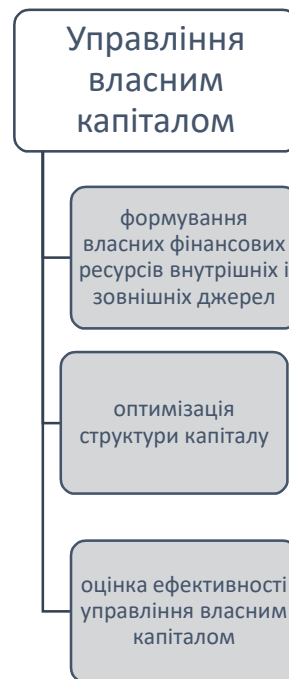 Управління
власним
капіталом
формування
власних фінансових
ресурсів внутрішніх і
зовнішніх джерел
оптимізація
структури капіталу
оцінка ефективності
управління власним
капіталом